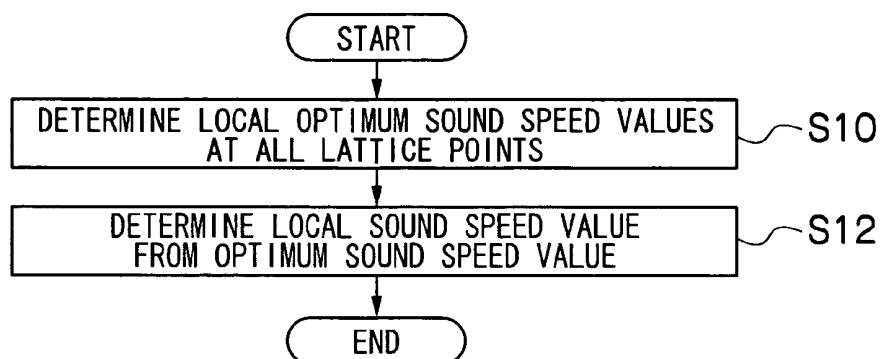 START
DETERMINE LOCAL OPTIMUM SOUND SPEED VALUES
AT ALL LATTICE POINTS
S10
DETERMINE LOCAL SOUND SPEED VALUE
FROM OPTIMUM SOUND SPEED VALUE
S12
END